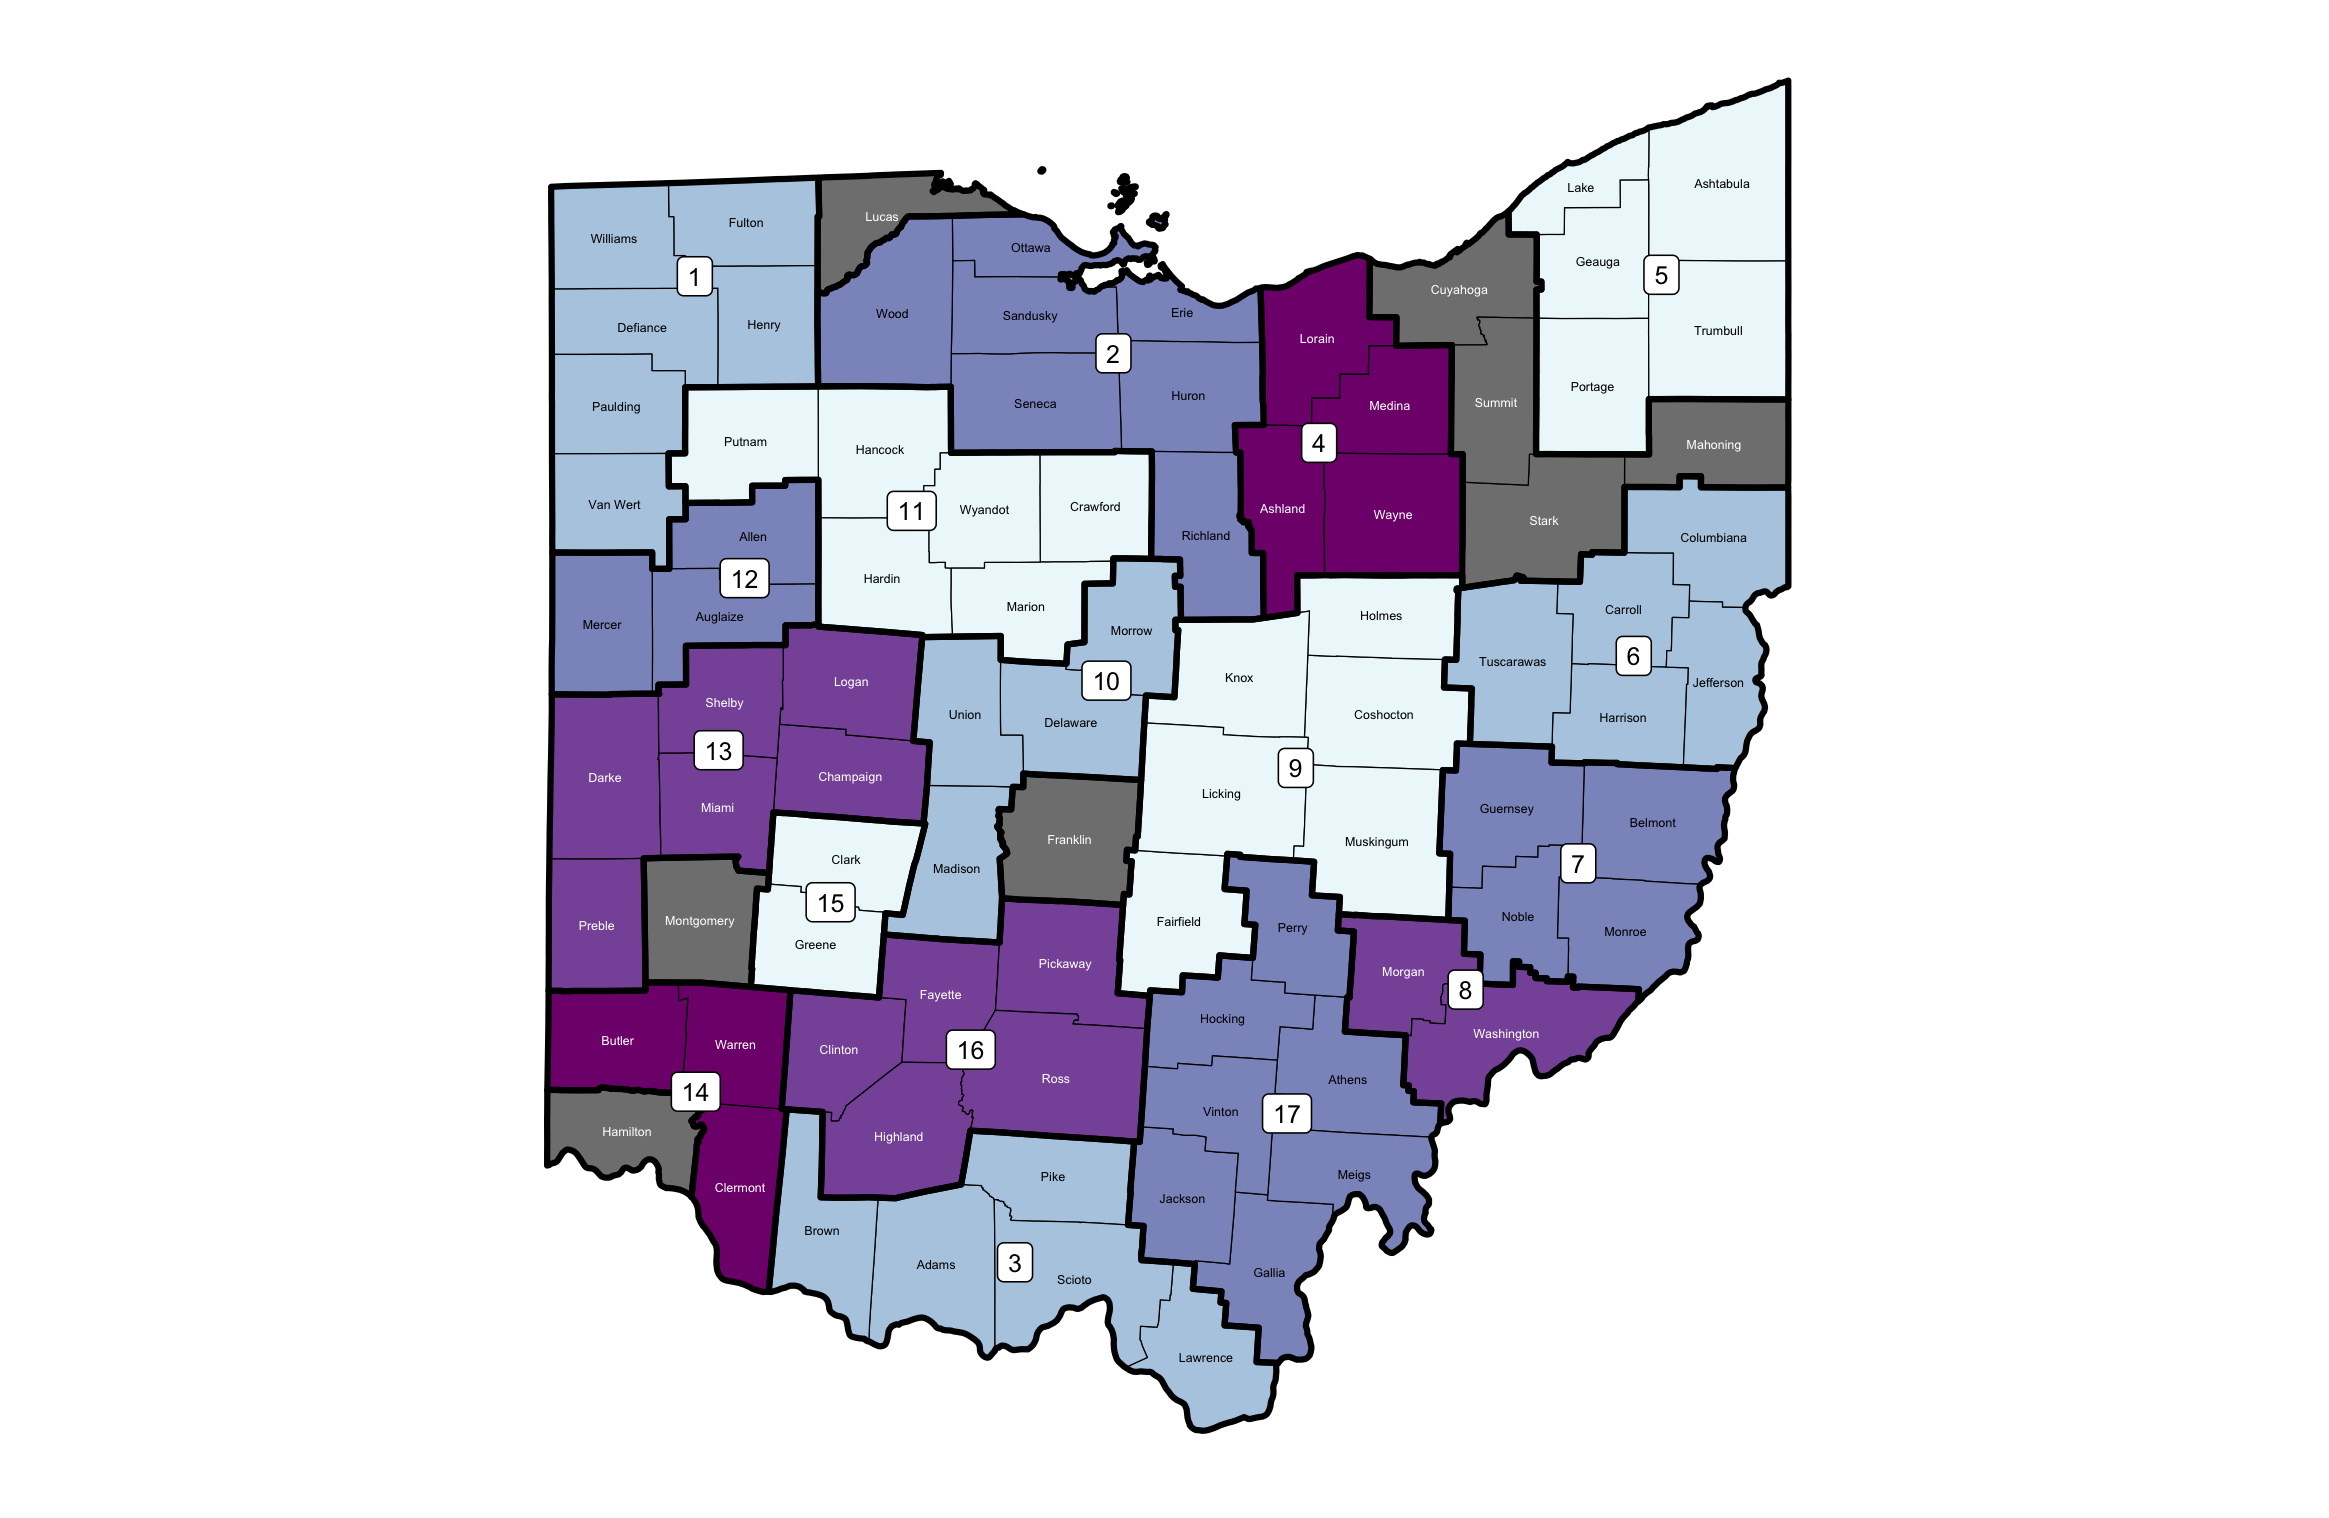 Ashtabula
Lake
Lucas
Fulton
Williams
Ottawa
Geauga
5
1
Cuyahoga
Wood
Sandusky
Erie
Henry
Defiance
Trumbull
Lorain
2
Portage
Huron
Summit
Seneca
Medina
Paulding
Putnam
4
Mahoning
Hancock
Van Wert
11
Wyandot
Crawford
Ashland
Wayne
Stark
Allen
Richland
Columbiana
12
Hardin
Marion
Carroll
Holmes
Auglaize
Mercer
Morrow
6
Tuscarawas
Knox
10
Logan
Jefferson
Shelby
Union
Coshocton
Harrison
Delaware
13
9
Darke
Champaign
Licking
Miami
Guernsey
Belmont
Franklin
Muskingum
Clark
7
Madison
15
Noble
Montgomery
Fairfield
Preble
Perry
Monroe
Greene
Pickaway
Morgan
8
Fayette
Hocking
Washington
Butler
Warren
Clinton
16
Ross
Athens
14
Vinton
17
Hamilton
Highland
Meigs
Pike
Clermont
Jackson
Brown
3
Adams
Gallia
Scioto
Lawrence